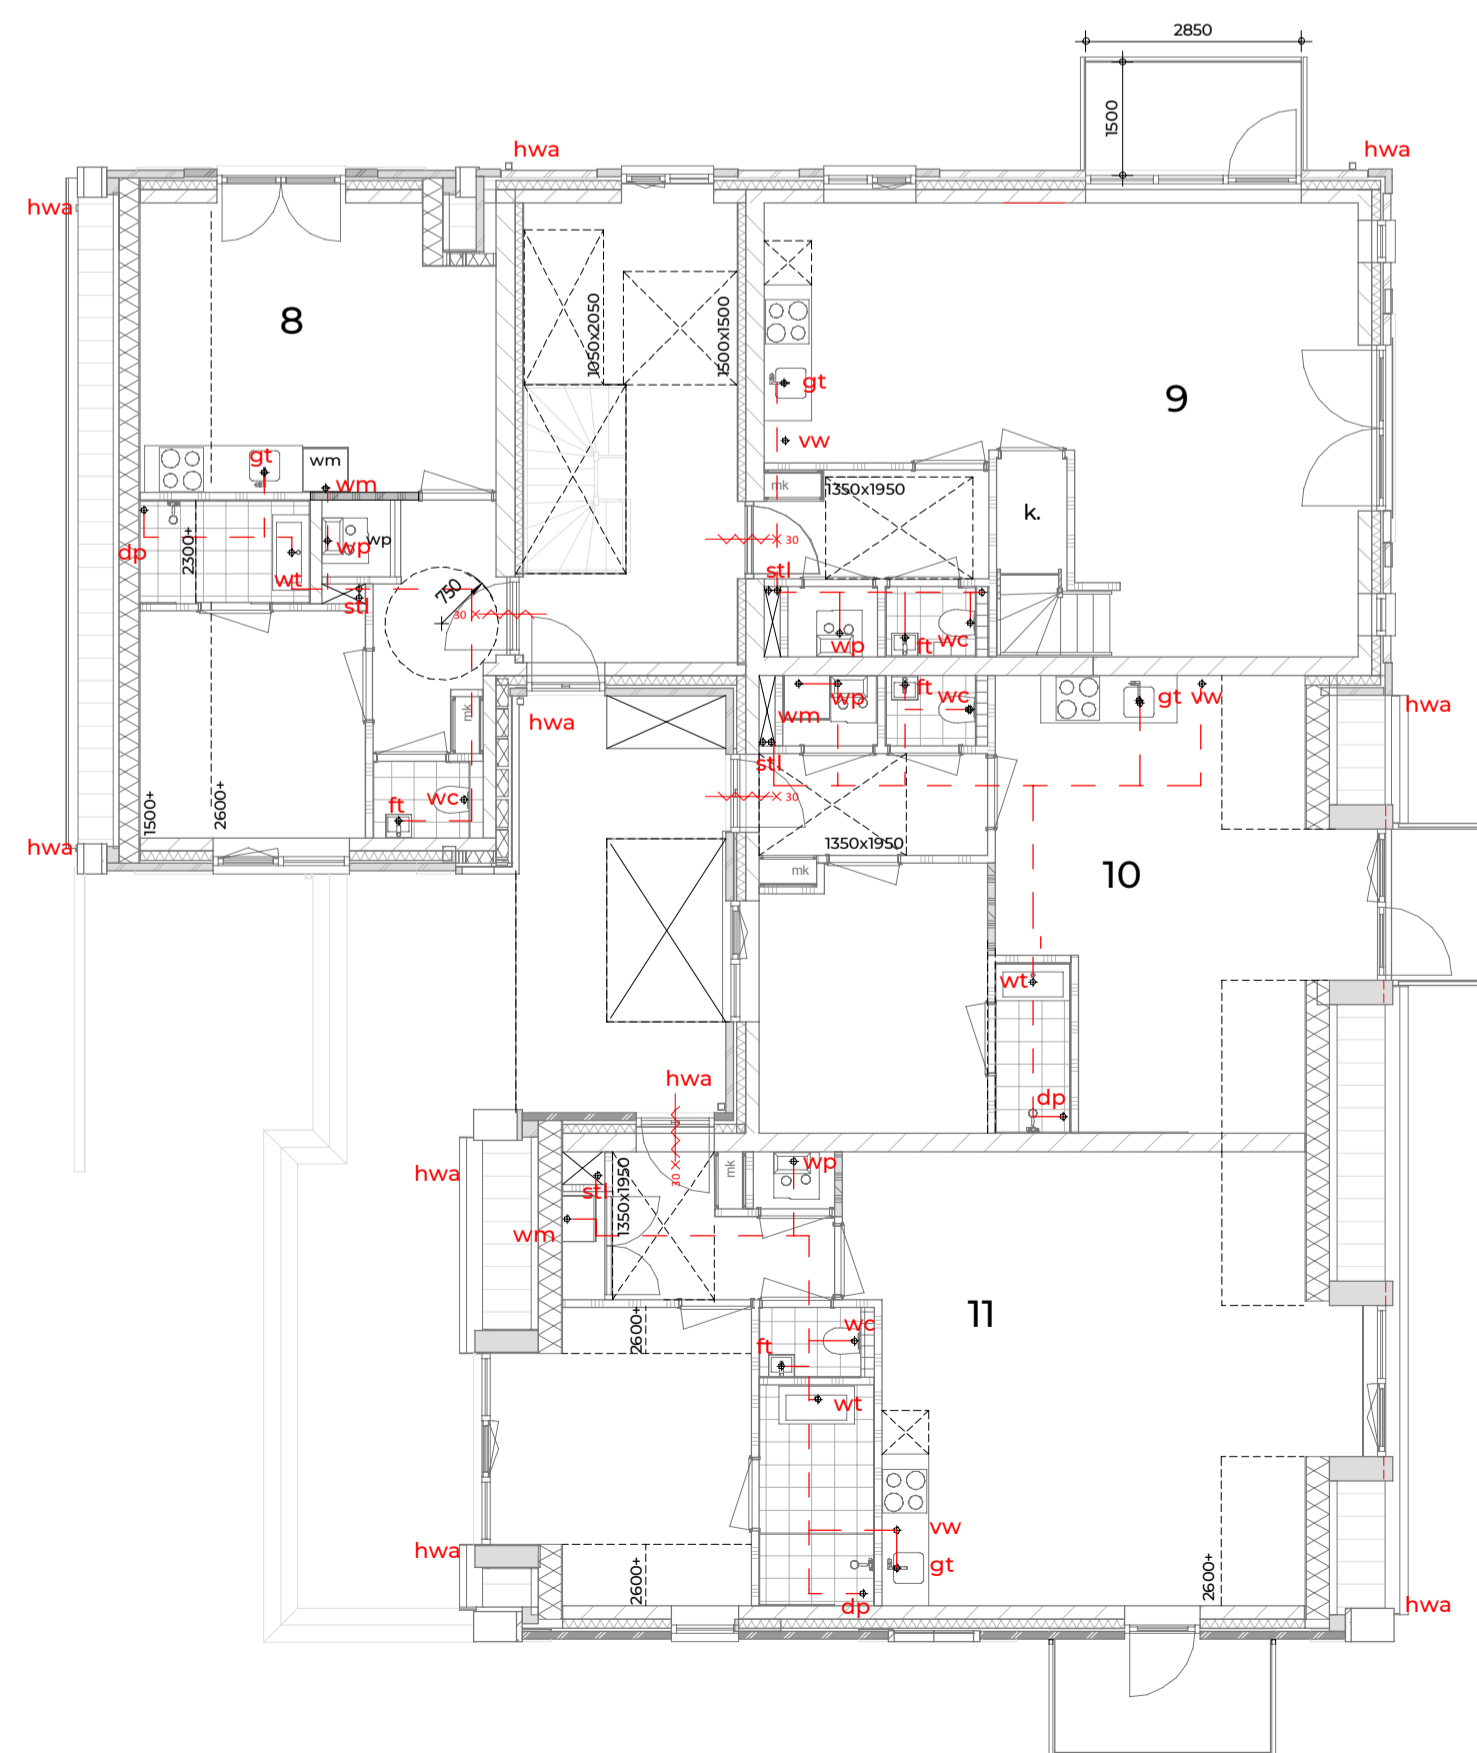 2850
1500
hwa
hwa
hwa
8
1050x2050
1500x1500
gt
9
vw
gt
wm
wm
mk
1350x1950
k.
dp
2300+
wp
wp
30
wt
stl
stl
750
30
wp
ft
wc
mk
hwa
wm
wp
ft
wc
gt
vw
hwa
stl
30
1500+
2600+
ft
wc
hwa
1350x1950
mk
10
wt
hwa
dp
hwa
stl
1350x1950
30
mk
wp
wm
2600+
11
ft
wc
wt
hwa
2600+
vw
gt
dp
2600+
hwa